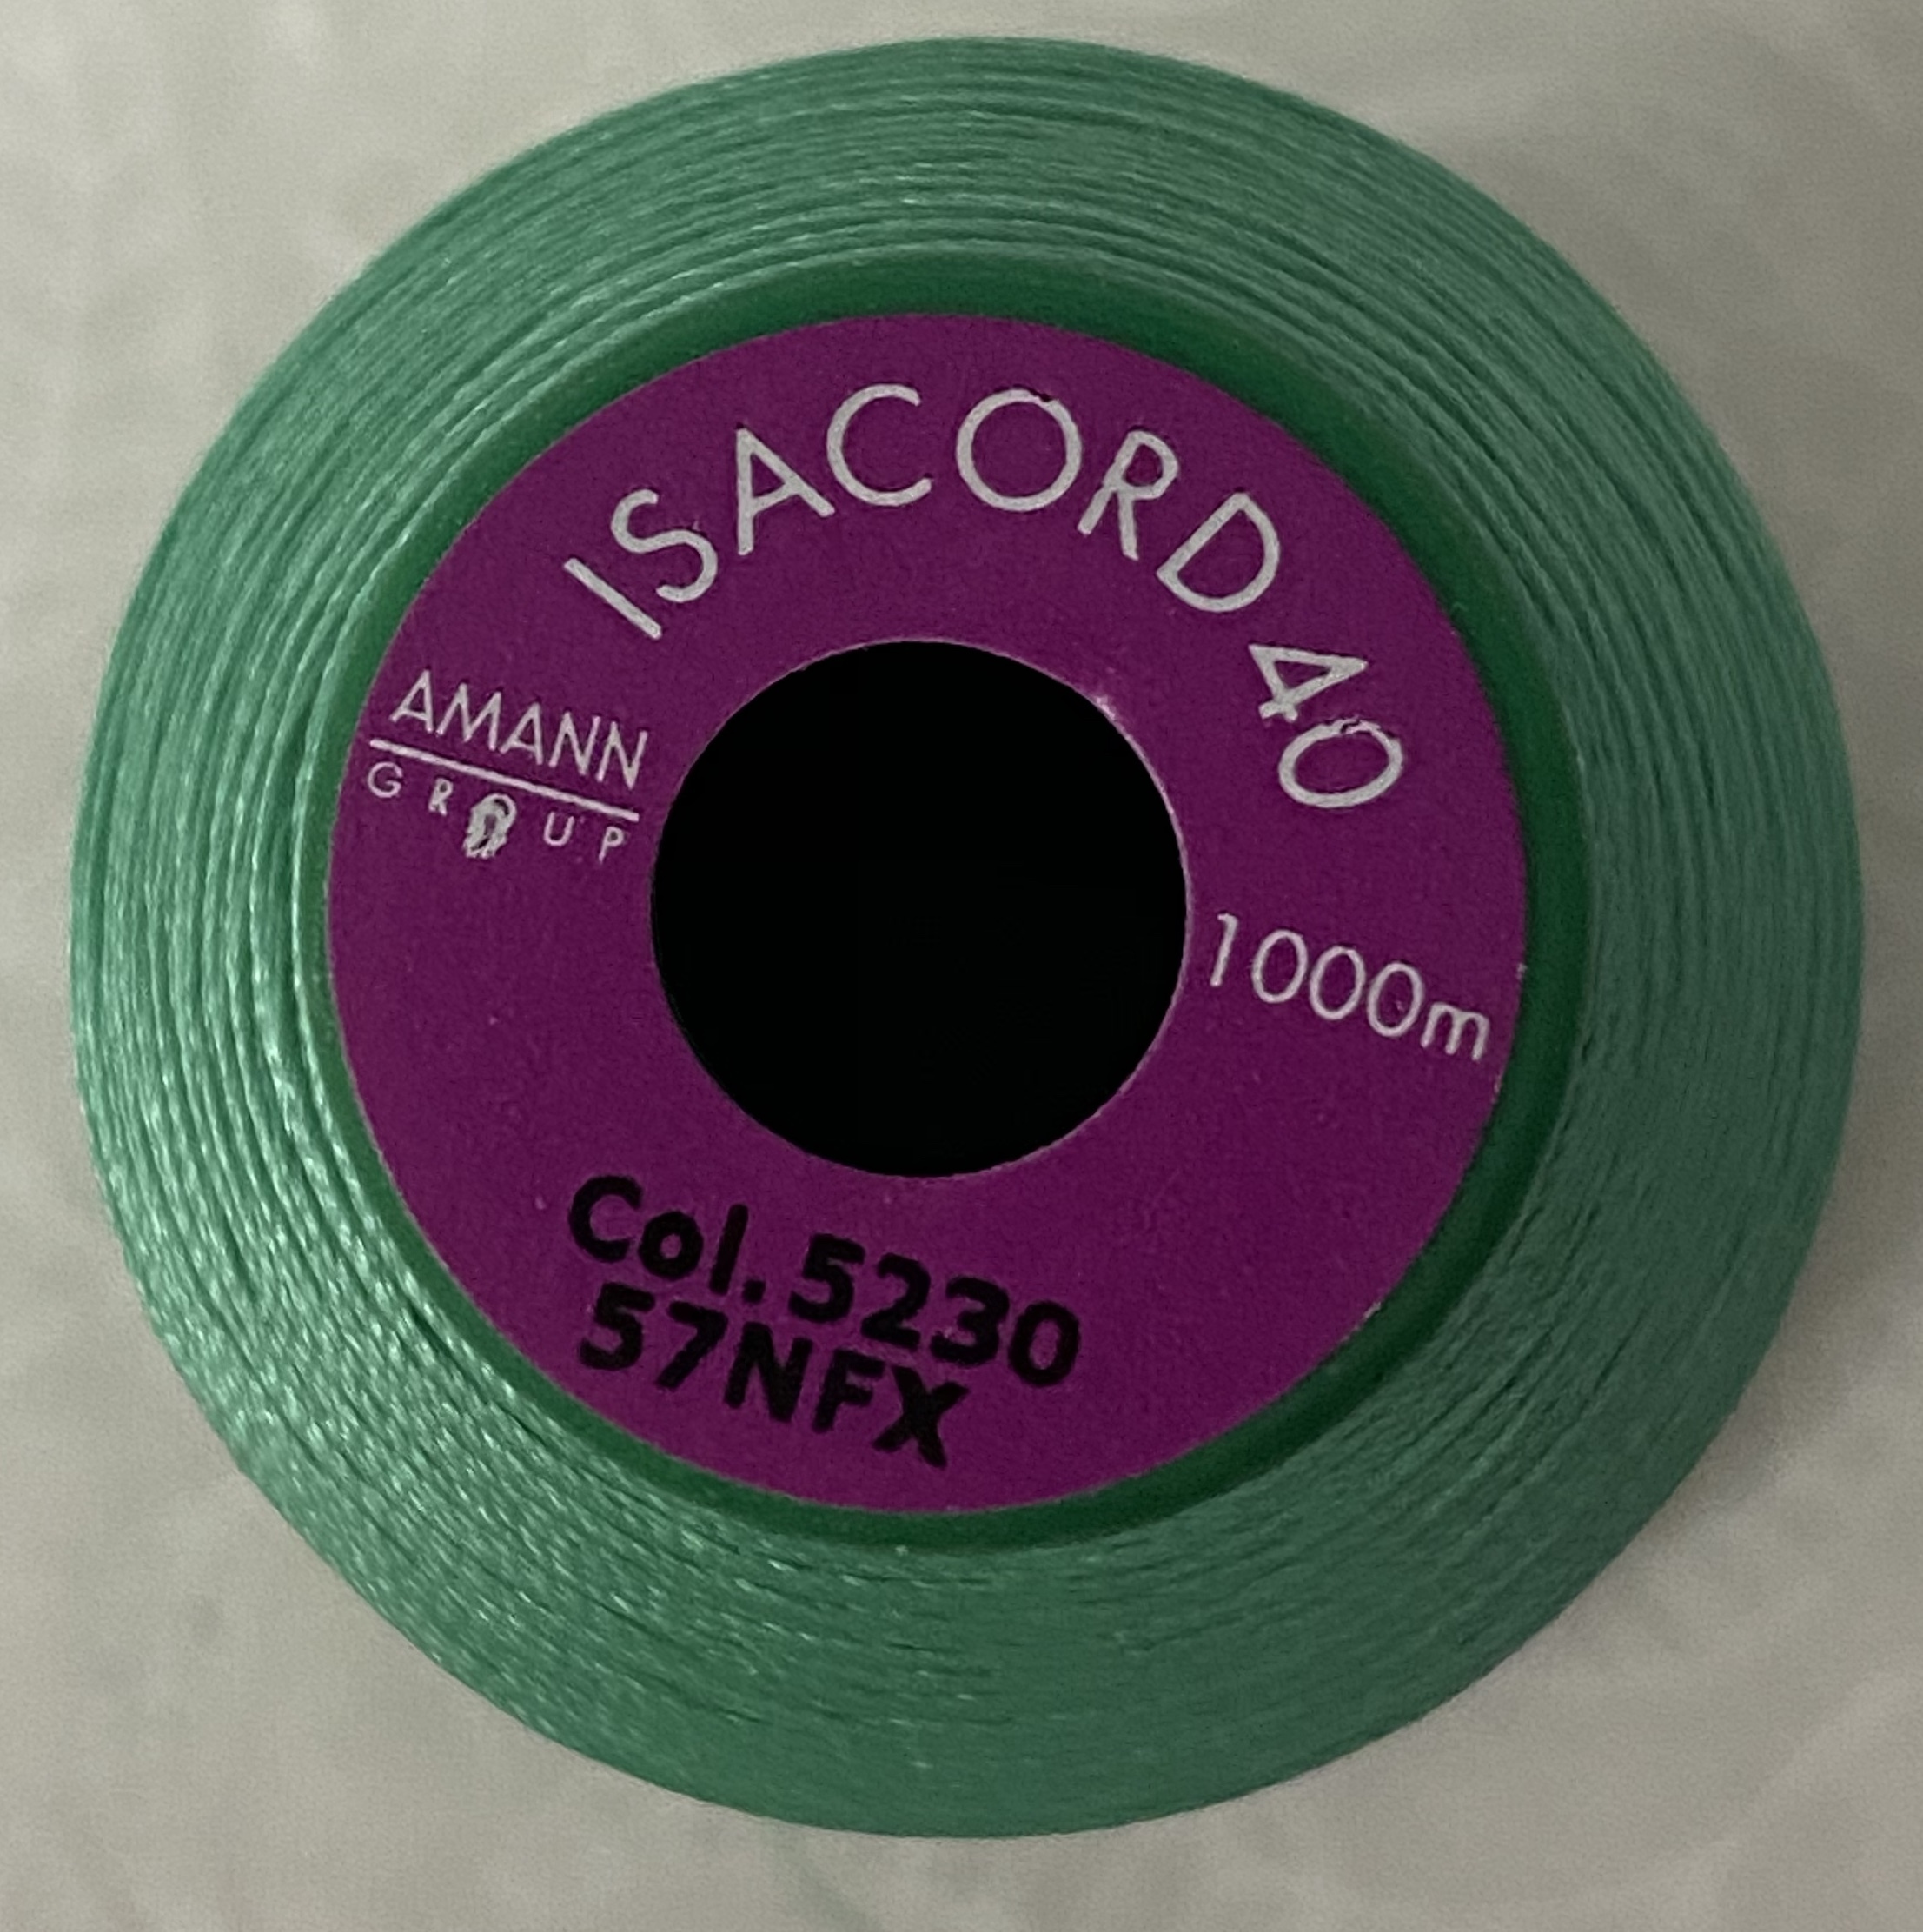 ISACORD 40
AMANN
GROUP
1000m
Col. 5230
57NFX